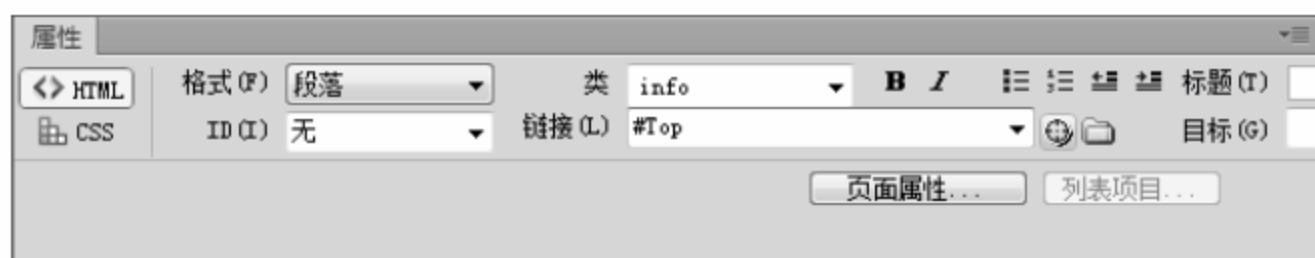 属性
<> HTML 格式(F) 段落 类 info B I 标题(T)
CSS ID(I) 无 链接(L) #Top 目标(G)
页面属性... 列表项目...